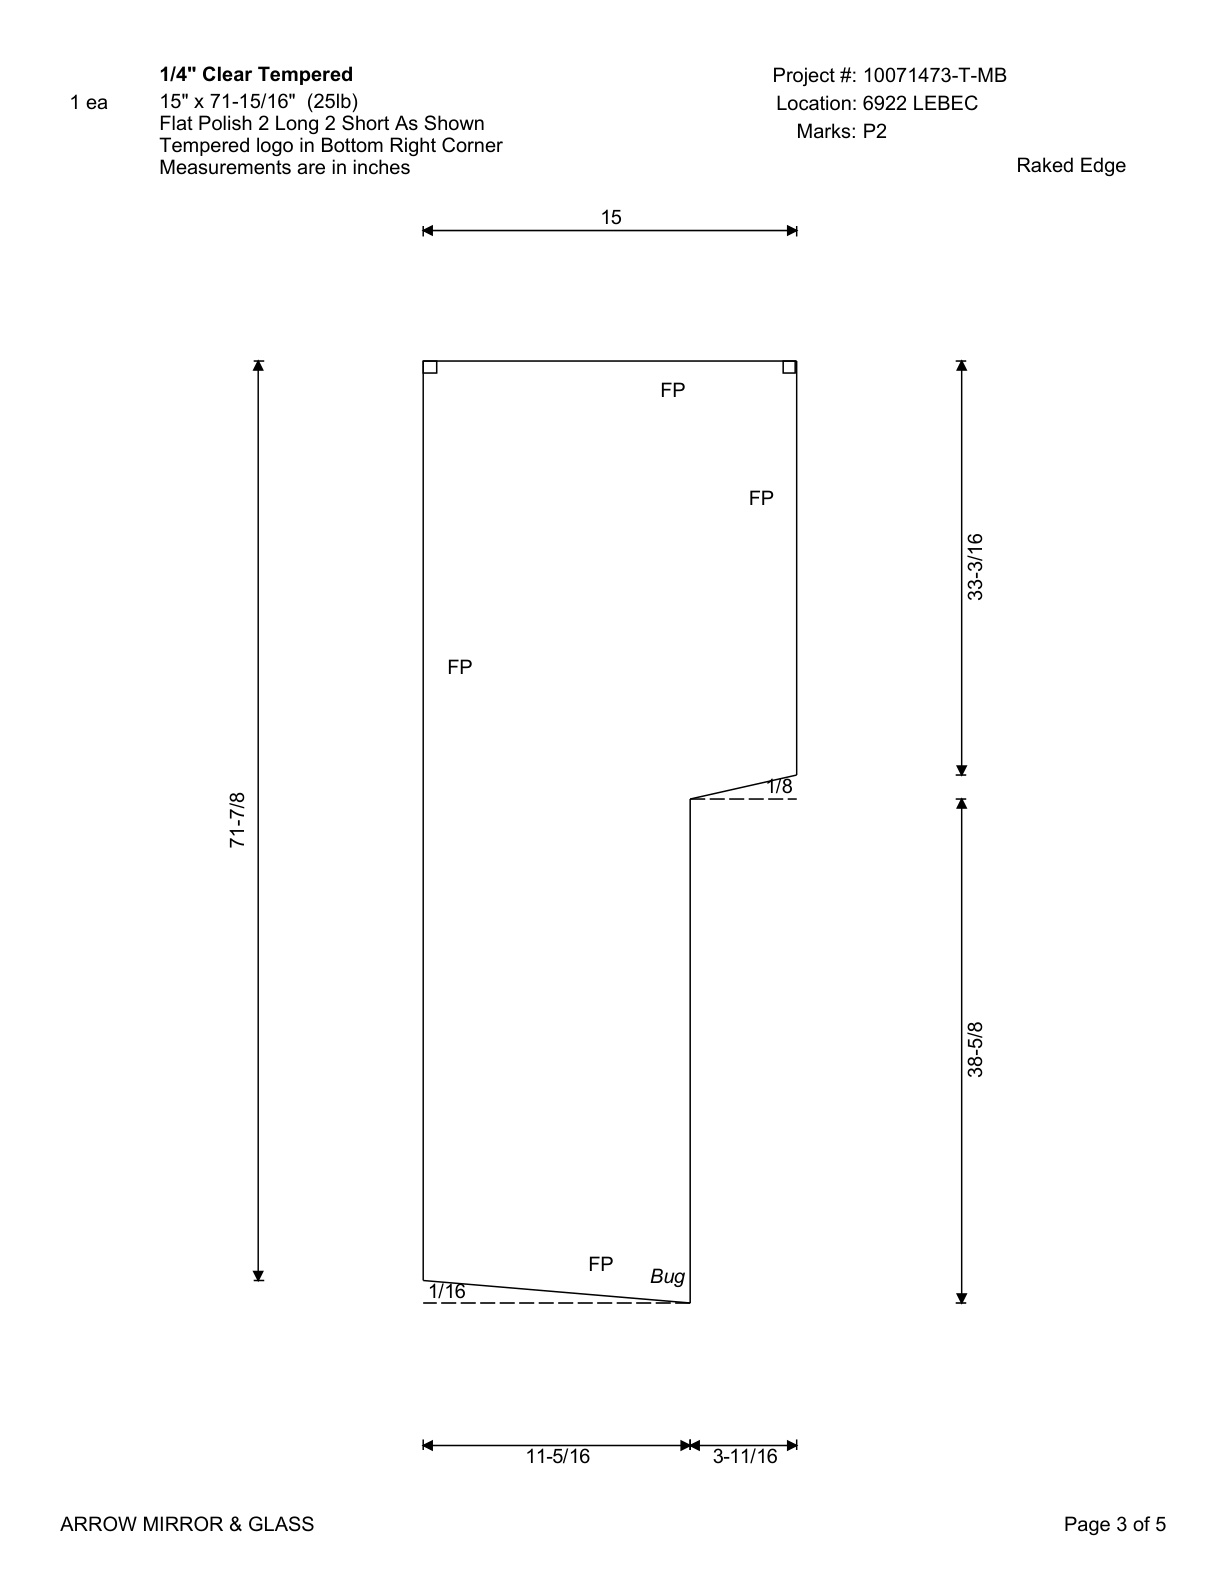 1/4" Clear Tempered
1 ea
15" x 71-15/16" (25lb)
Flat Polish 2 Long 2 Short As Shown
Tempered logo in Bottom Right Corner
Measurements are in inches
Project #: 10071473-T-MB
Location: 6922 LEBEC
Marks: P2
Raked Edge
15
FP
FP
33-3/16
FP
1/8
71-7/8
38-5/8
FP
Bug
1/16
11-5/16
3-11/16
ARROW MIRROR & GLASS
Page 3 of 5